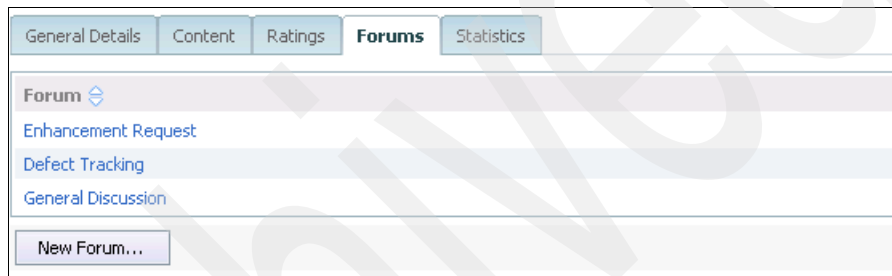 General Details Content Ratings Forums Statistics
Forum
Enhancement Request
Defect Tracking
General Discussion
New Forum...